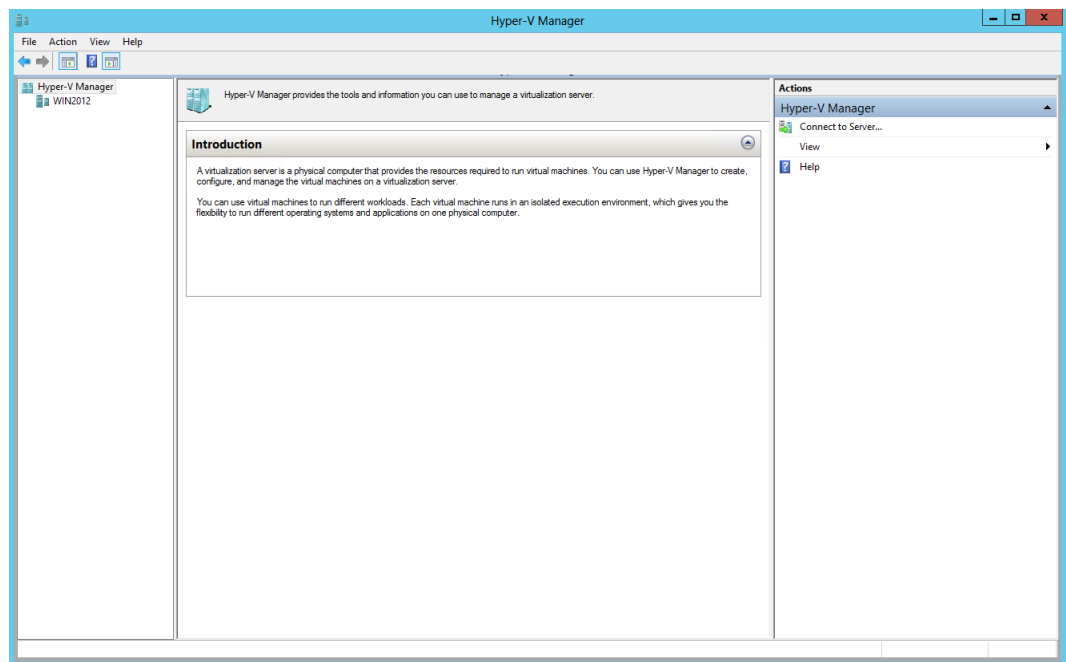 Hyper-V Manager
File Action View Help
Hyper-V Manager
WIN2012
Hyper-V Manager provides the tools and information you can use to manage a virtualization server.
Introduction
A virtualization server is a physical computer that provides the resources required to run virtual machines. You can use Hyper-V Manager to create,
configure, and manage the virtual machines on a virtualization server.
You can use virtual machines to run different workloads. Each virtual machine runs in an isolated execution environment, which gives you the
flexibility to run different operating systems and applications on one physical computer.
Actions
Hyper-V Manager
Connect to Server...
View
Help